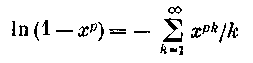 ln (1 − x^p) = − ∑_{k=1}^{∞} x^{pk}/k